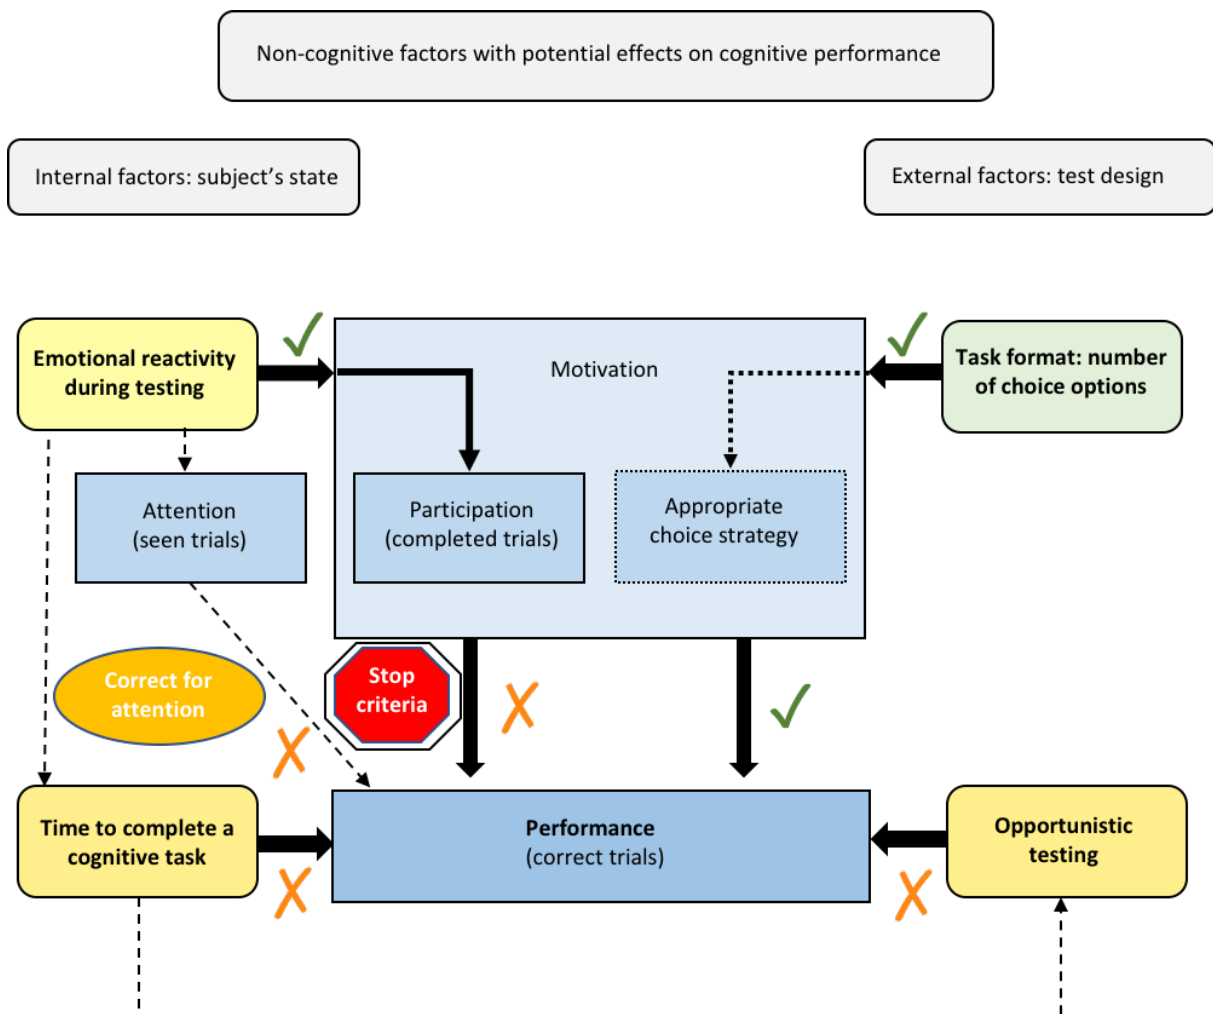 Non-cognitive factors with potential effects on cognitive performance
Internal factors: subject’s state
External factors: test design
Emotional reactivity
during testing
Motivation
Task format: number
of choice options
Attention
(seen trials)
Participation
(completed trials)
Appropriate
choice strategy
Correct for
attention
Stop
criteria
Time to complete a
cognitive task
Performance
(correct trials)
Opportunistic
testing